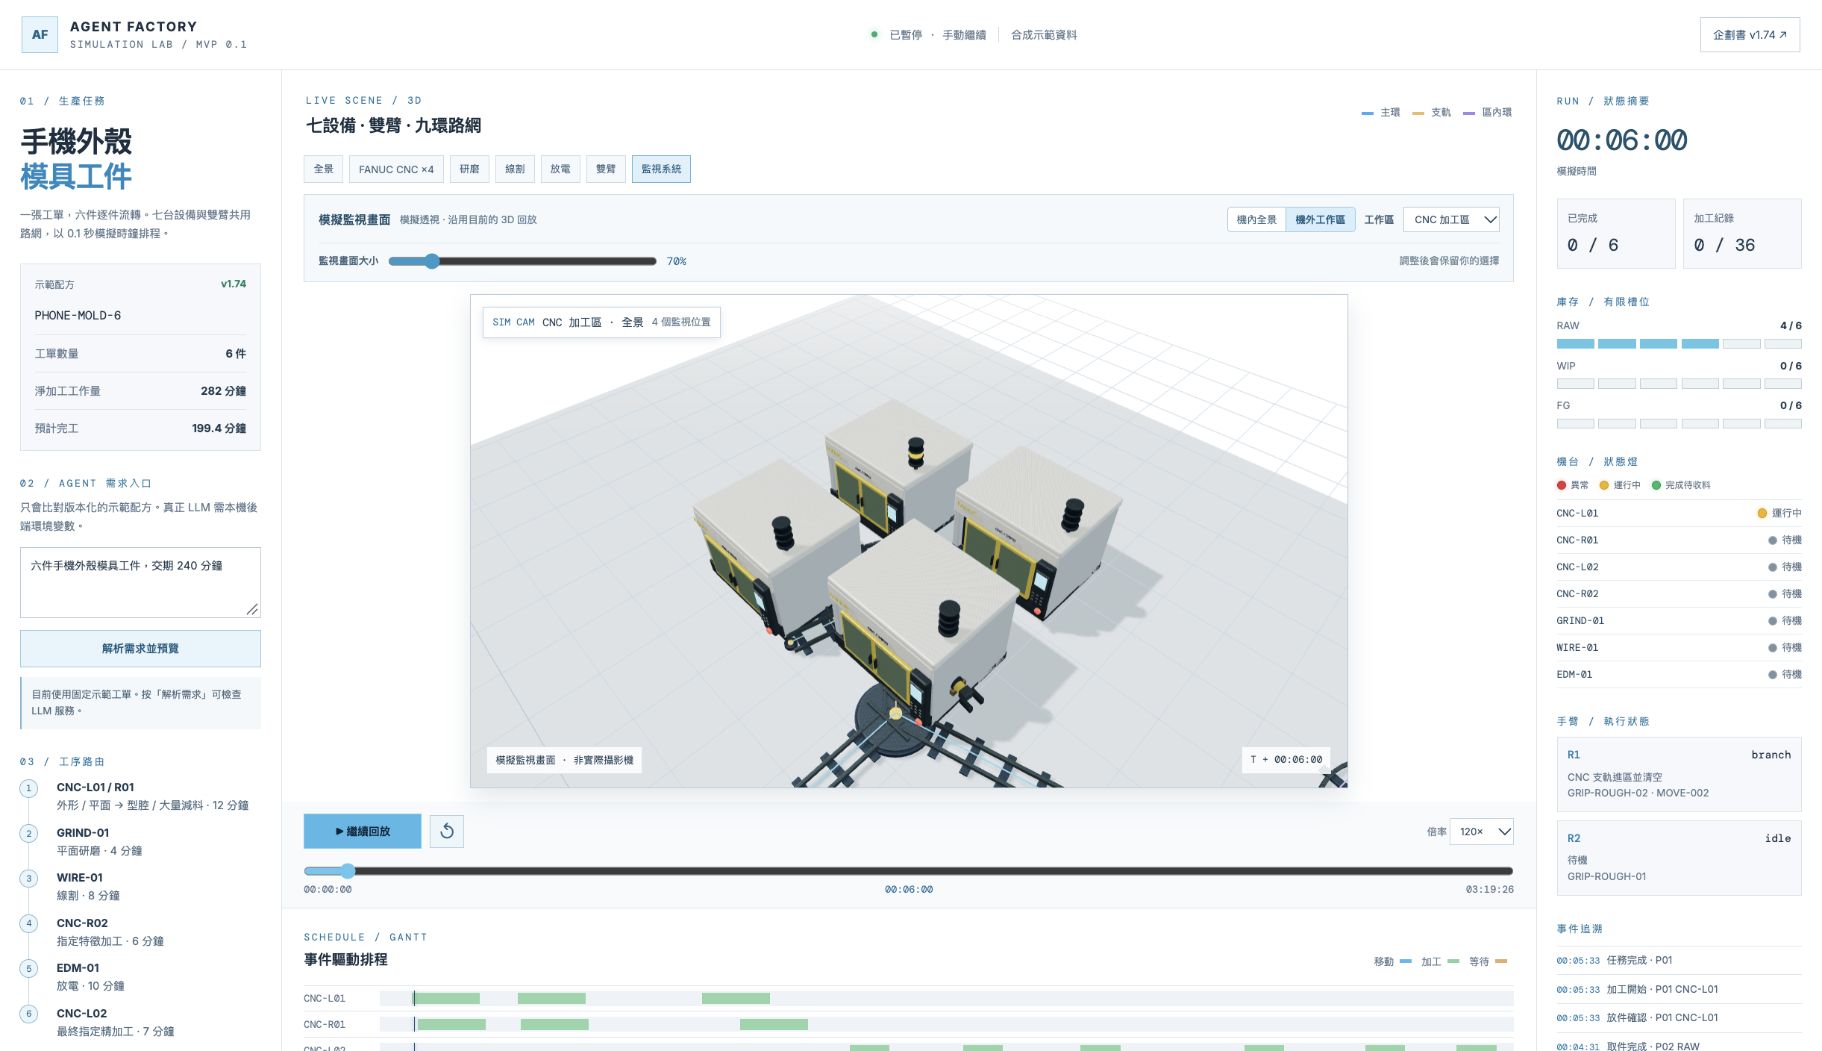 AF
AGENT FACTORY
SIMULATION LAB / MVP 0.1
已暫停 · 手動繼續
合成示範資料
企劃書 v1.74 ↗
01 / 生產任務
手機外殼
模具工件
一張工單，六件逐件流轉。七台設備與雙臂共用
路網，以 0.1 秒模擬時鐘排程。
示範配方 v1.74
PHONE-MOLD-6
工單數量 6 件
淨加工工作量 282 分鐘
預計完工 199.4 分鐘
02 / AGENT 需求入口
只會比對版本化的示範配方。真正 LLM 需本機後
端環境變數。
六件手機外殼模具工件，交期 240 分鐘
解析需求並預覽
目前使用固定示範工單。按「解析需求」可檢查
LLM 服務。
03 / 工序路由
1 CNC-L01 / R01
外形 / 平面 → 型腔 / 大量減料 · 12 分鐘
2 GRIND-01
平面研磨 · 4 分鐘
3 WIRE-01
線割 · 8 分鐘
4 CNC-R02
指定特徵加工 · 6 分鐘
5 EDM-01
放電 · 10 分鐘
6 CNC-L02
最終指定精加工 · 7 分鐘
LIVE SCENE / 3D
七設備 · 雙臂 · 九環路網
主環 支軌 區內環
全景 FANUC CNC ×4 研磨 線割 放電 雙臂 監視系統
模擬監視畫面 模擬透視 · 沿用目前的 3D 回放
機內全景 機外工作區 工作區 CNC 加工區
監視畫面大小 70% 調整後會保留你的選擇
SIM CAM CNC 加工區 · 全景 4 個監視位置
模擬監視畫面 · 非實際攝影機
T + 00:06:00
▶ 繼續回放
倍率 120×
00:00:00 00:06:00 03:19:26
SCHEDULE / GANTT
事件驅動排程
移動 加工 等待
CNC-L01
CNC-R01
CNC-L02
RUN / 狀態摘要
00:06:00
模擬時間
已完成
0 / 6
加工紀錄
0 / 36
庫存 / 有限槽位
RAW 4 / 6
WIP 0 / 6
FG 0 / 6
機台 / 狀態燈
異常 運行中 完成待收料
CNC-L01 運行中
CNC-R01 待機
CNC-L02 待機
CNC-R02 待機
GRIND-01 待機
WIRE-01 待機
EDM-01 待機
手臂 / 執行狀態
R1 branch
CNC 支軌進區並清空
GRIP-ROUGH-02 · MOVE-002
R2 idle
待機
GRIP-ROUGH-01
事件追溯
00:05:33 任務完成 · P01
00:05:33 加工開始 · P01 CNC-L01
00:05:33 放件確認 · P01 CNC-L01
00:04:31 取件完成 · P02 RAW